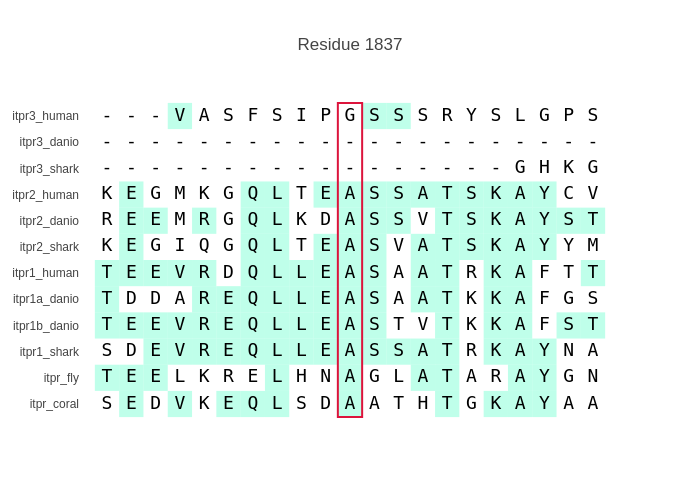 Residue 1837
itpr3_human - - - V A S F S I P G S S S R Y S L G P S
itpr3_danio - - - - - - - - - - - - - - - - - - - - -
itpr3_shark - - - - - - - - - - - - - - - - - G H K G
itpr2_human K E G M K G Q L T E A S S A T S K A Y C V
itpr2_danio R E E M R G Q L K D A S S V T S K A Y S T
itpr2_shark K E G I Q G Q L T E A S V A T S K A Y Y M
itpr1_human T E E V R D Q L L E A S A A T R K A F T T
itpr1a_danio T D D A R E Q L L E A S A A T K K A F G S
itpr1b_danio T E E V R E Q L L E A S T V T K K A F S T
itpr1_shark S D E V R E Q L L E A S S A T R K A Y N A
itpr_fly T E E L K R E L H N A G L A T A R A Y G N
itpr_coral S E D V K E Q L S D A A T H T G K A Y A A